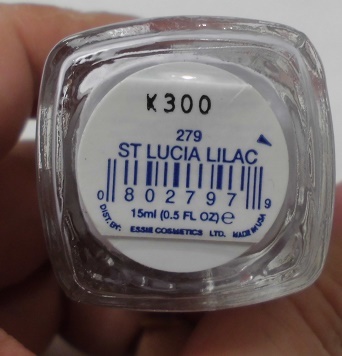 K300
279
ST LUCIA LILAC
0 802797 9
15ml (0.5 FL OZ) e
DIST. BY: ESSIE COSMETICS LTD. MADE IN USA